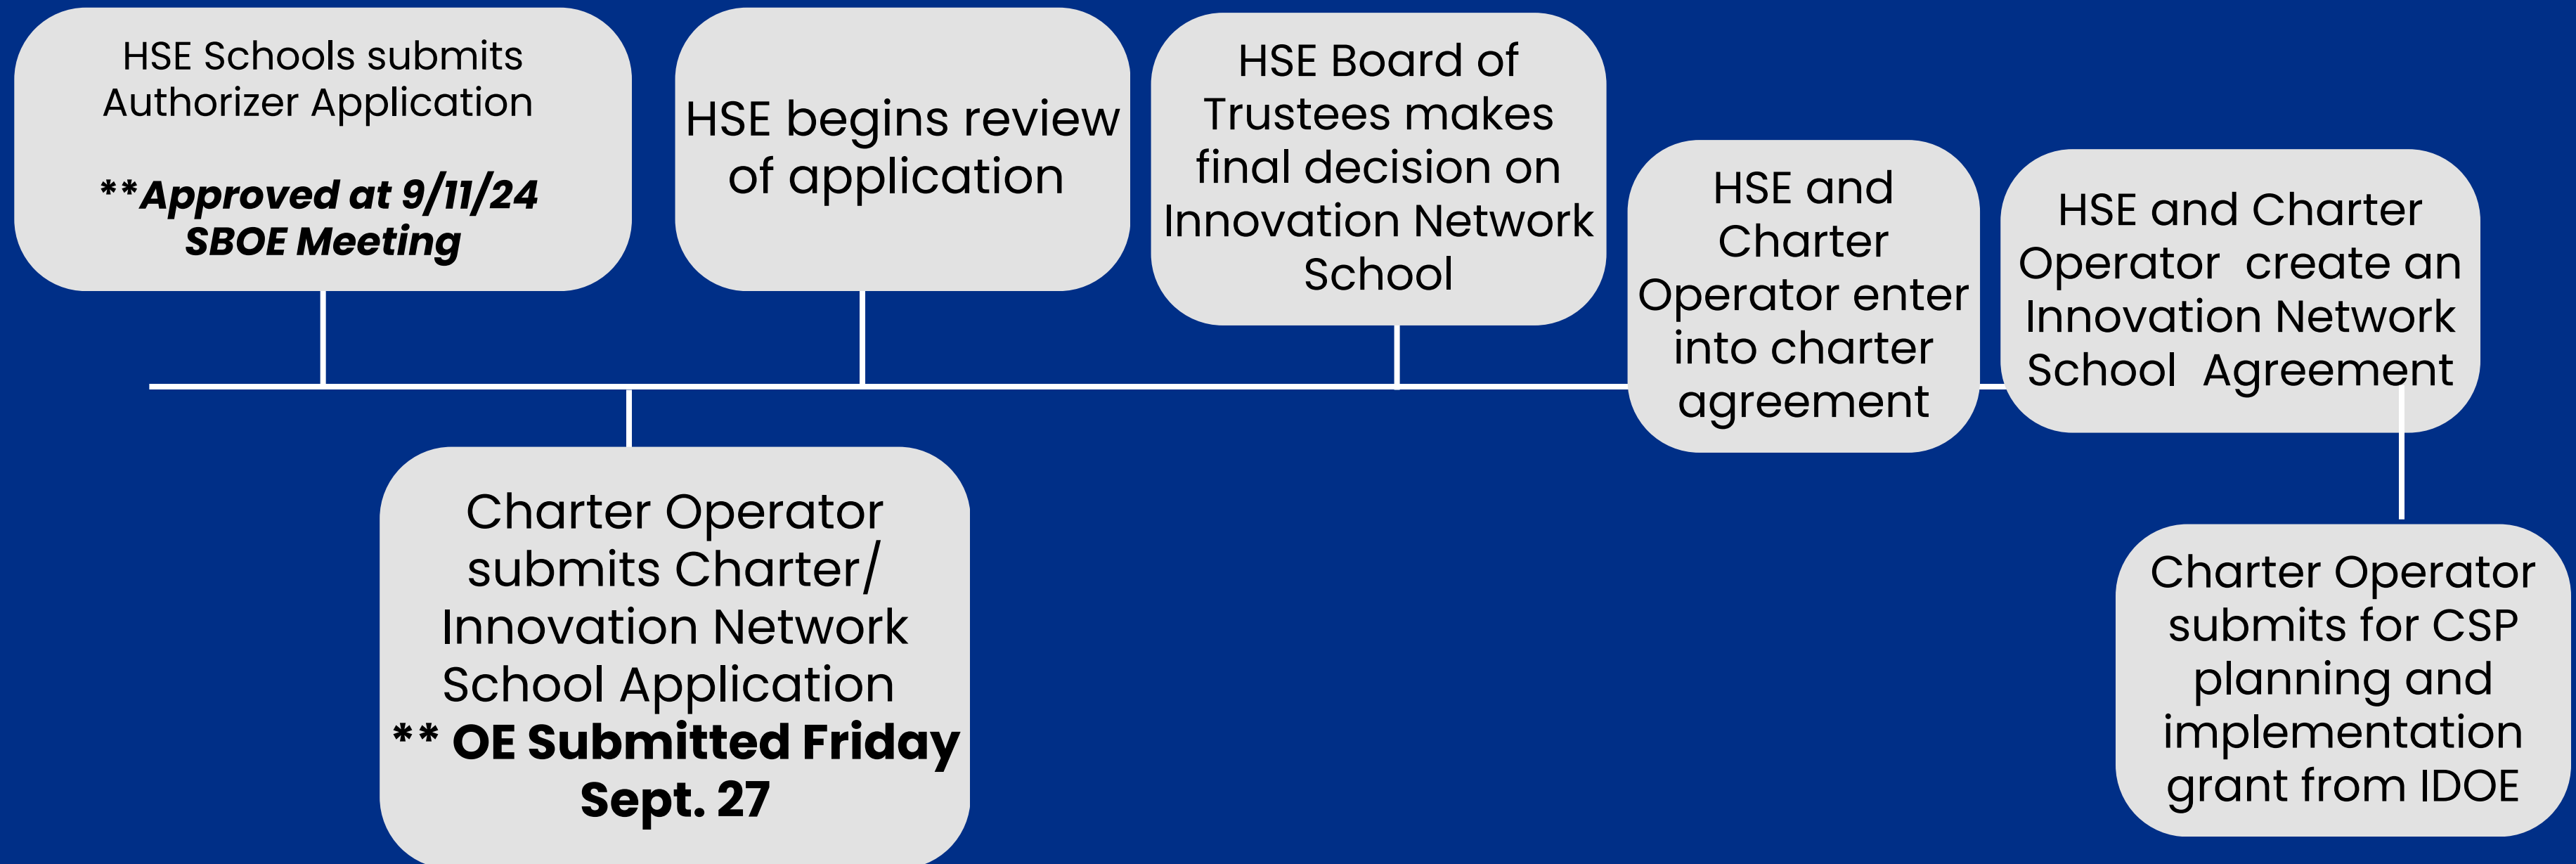 HSE Schools submits
Authorizer Application
**Approved at 9/11/24
SBOE Meeting
Charter Operator
submits Charter/
Innovation Network
School Application
** OE Submitted Friday
Sept. 27
HSE begins review
of application
HSE Board of
Trustees makes
final decision on
Innovation Network
School
HSE and
Charter
Operator enter
into charter
agreement
HSE and Charter
Operator create an
Innovation Network
School Agreement
Charter Operator
submits for CSP
planning and
implementation
grant from IDOE